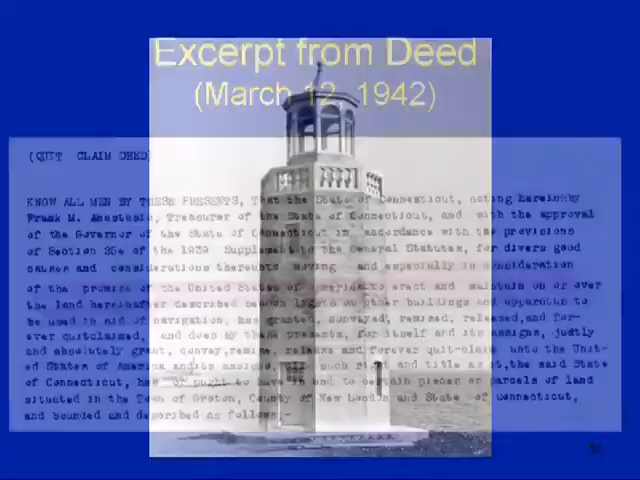 Excerpt from Deed
(March 12, 1942)
(QUIT CLAIM DEED)
KNOW ALL MEN BY THESE PRESENTS, That the State of Connecticut, acting herein by
Frank M. Anastasio, Treasurer of the State of Connecticut, and with the approval
of the Governor of the State of Connecticut in accordance with the provisions
of Section 25e of the 1939 Supplement to the General Statutes, for divers good
causes and considerations thereunto moving and especially in consideration
of the promise of the United States of America to erect and maintain on or over
the land hereinafter described beacon lights on other buildings and apparatus to
be used in aid of navigation, has granted, conveyed, remised, released, and for-
ever quitclaimed, and does by these presents, for itself and its assigns, justly
and absolutely grant, convey, remise, release and forever quit-claim unto the Unit-
ed States of America and its assigns, such right and title as it, the said State
of Connecticut, has or ought to have in and to certain pieces or parcels of land
situated in the Town of Groton, County of New London and State of Connecticut,
and bounded and described as follows:-